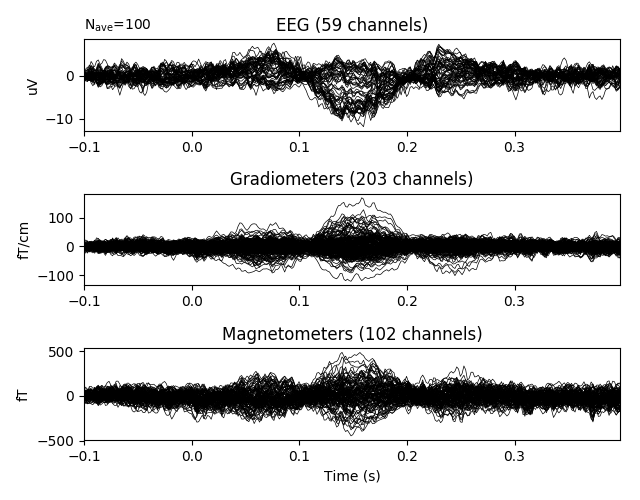 N_ave=100
EEG (59 channels)
uV
0
−10
−0.1 0.0 0.1 0.2 0.3
Gradiometers (203 channels)
fT/cm
100
0
−100
−0.1 0.0 0.1 0.2 0.3
Magnetometers (102 channels)
fT
500
0
−500
−0.1 0.0 0.1 0.2 0.3
Time (s)